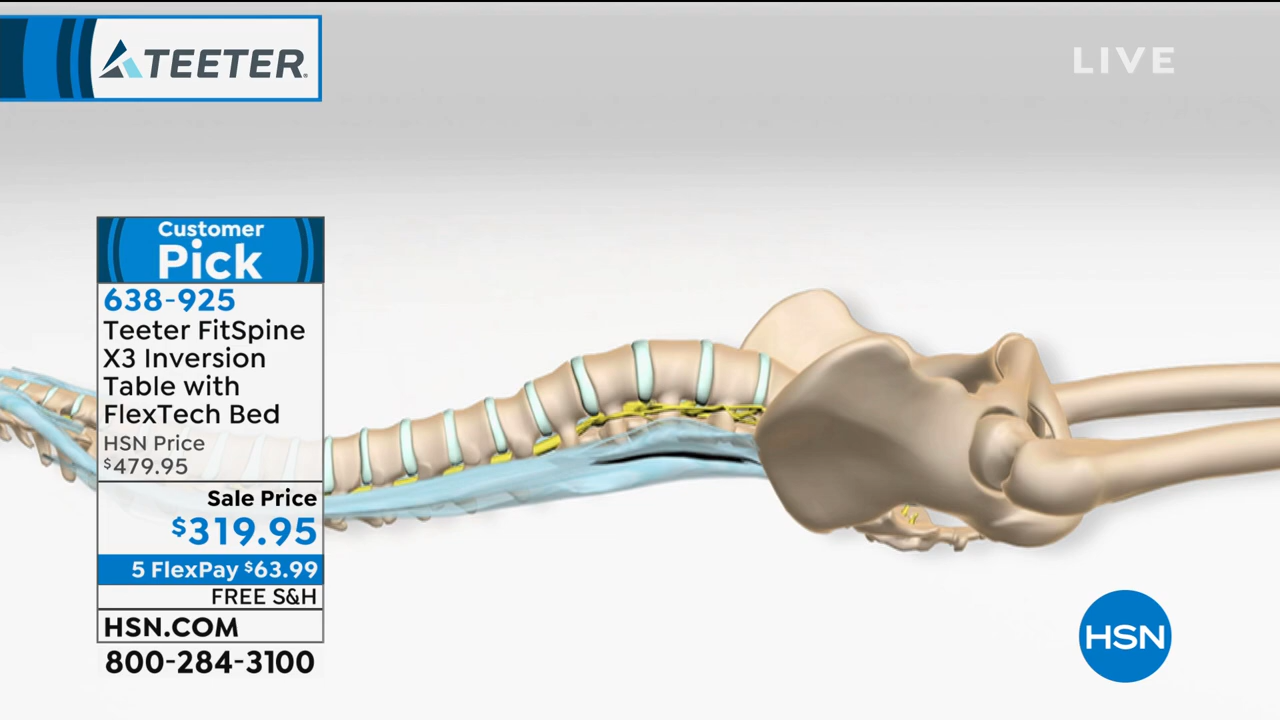 TEETER
LIVE
Customer
Pick
638-925
Teeter FitSpine
X3 Inversion
Table with
FlexTech Bed
HSN Price
$479.95
Sale Price
$319.95
5 FlexPay $63.99
FREE S&H
HSN.COM
800-284-3100
HSN